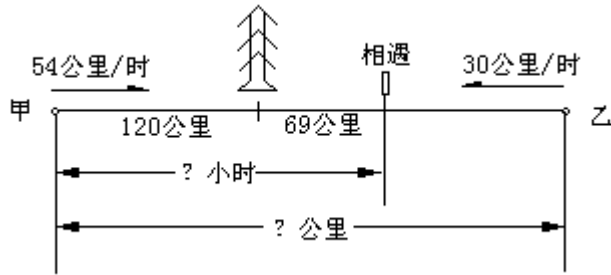 54公里/时
相遇
30公里/时
甲
120公里
69公里
乙
? 小时
? 公里